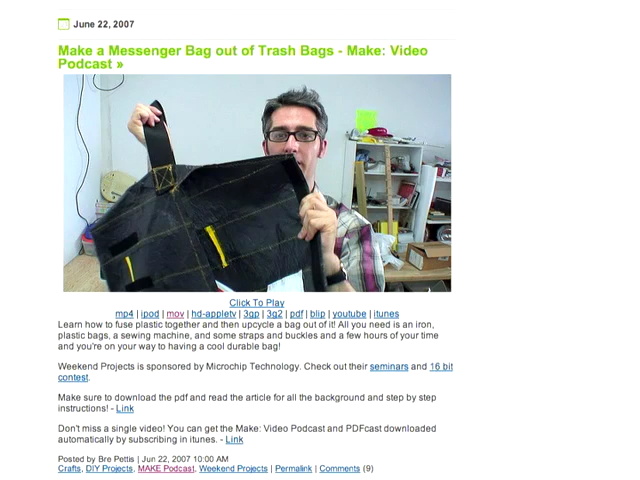 June 22, 2007
Make a Messenger Bag out of Trash Bags - Make: Video
Podcast »
Click To Play
mp4 | ipod | mov | hd-appletv | 3gp | 3g2 | pdf | blip | youtube | itunes
Learn how to fuse plastic together and then upcycle a bag out of it! All you need is an iron,
plastic bags, a sewing machine, and some straps and buckles and a few hours of your time
and you're on your way to having a cool durable bag!
Weekend Projects is sponsored by Microchip Technology. Check out their seminars and 16 bit
contest.
Make sure to download the pdf and read the article for all the background and step by step
instructions! - Link
Don't miss a single video! You can get the Make: Video Podcast and PDFcast downloaded
automatically by subscribing in itunes. - Link
Posted by Bre Pettis | Jun 22, 2007 10:00 AM
Crafts, DIY Projects, MAKE Podcast, Weekend Projects | Permalink | Comments (9)